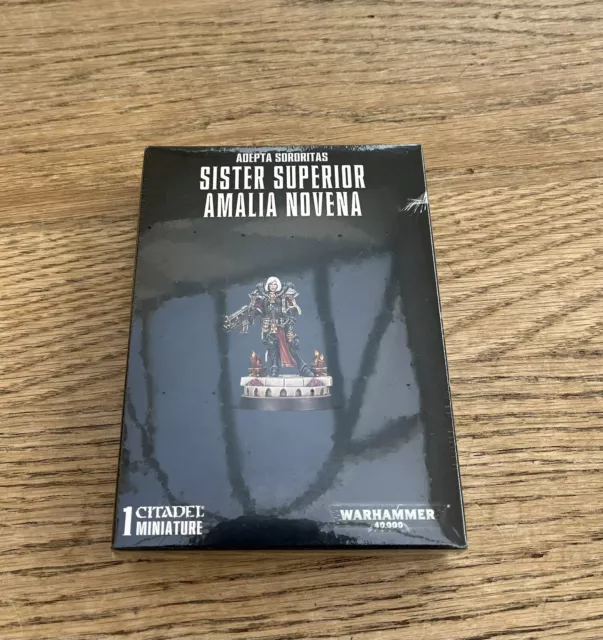 ADEPTA SORORITAS
SISTER SUPERIOR
AMALIA NOVENA
1 CITADEL
MINIATURE
WARHAMMER
40,000